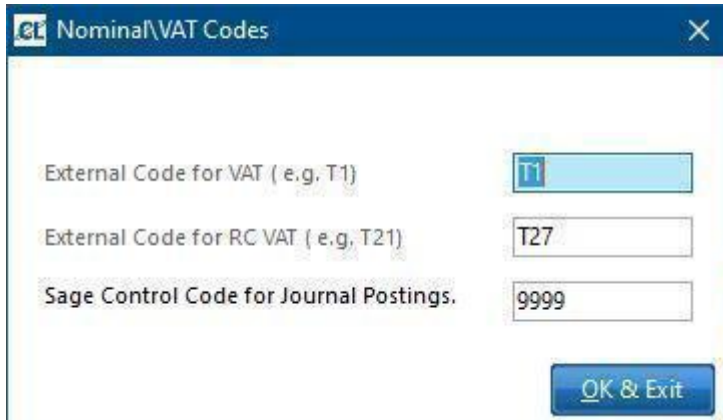 Nominal\VAT Codes
External Code for VAT ( e.g. T1) T1
External Code for RC VAT ( e.g. T21) T27
Sage Control Code for Journal Postings. 9999
OK & Exit